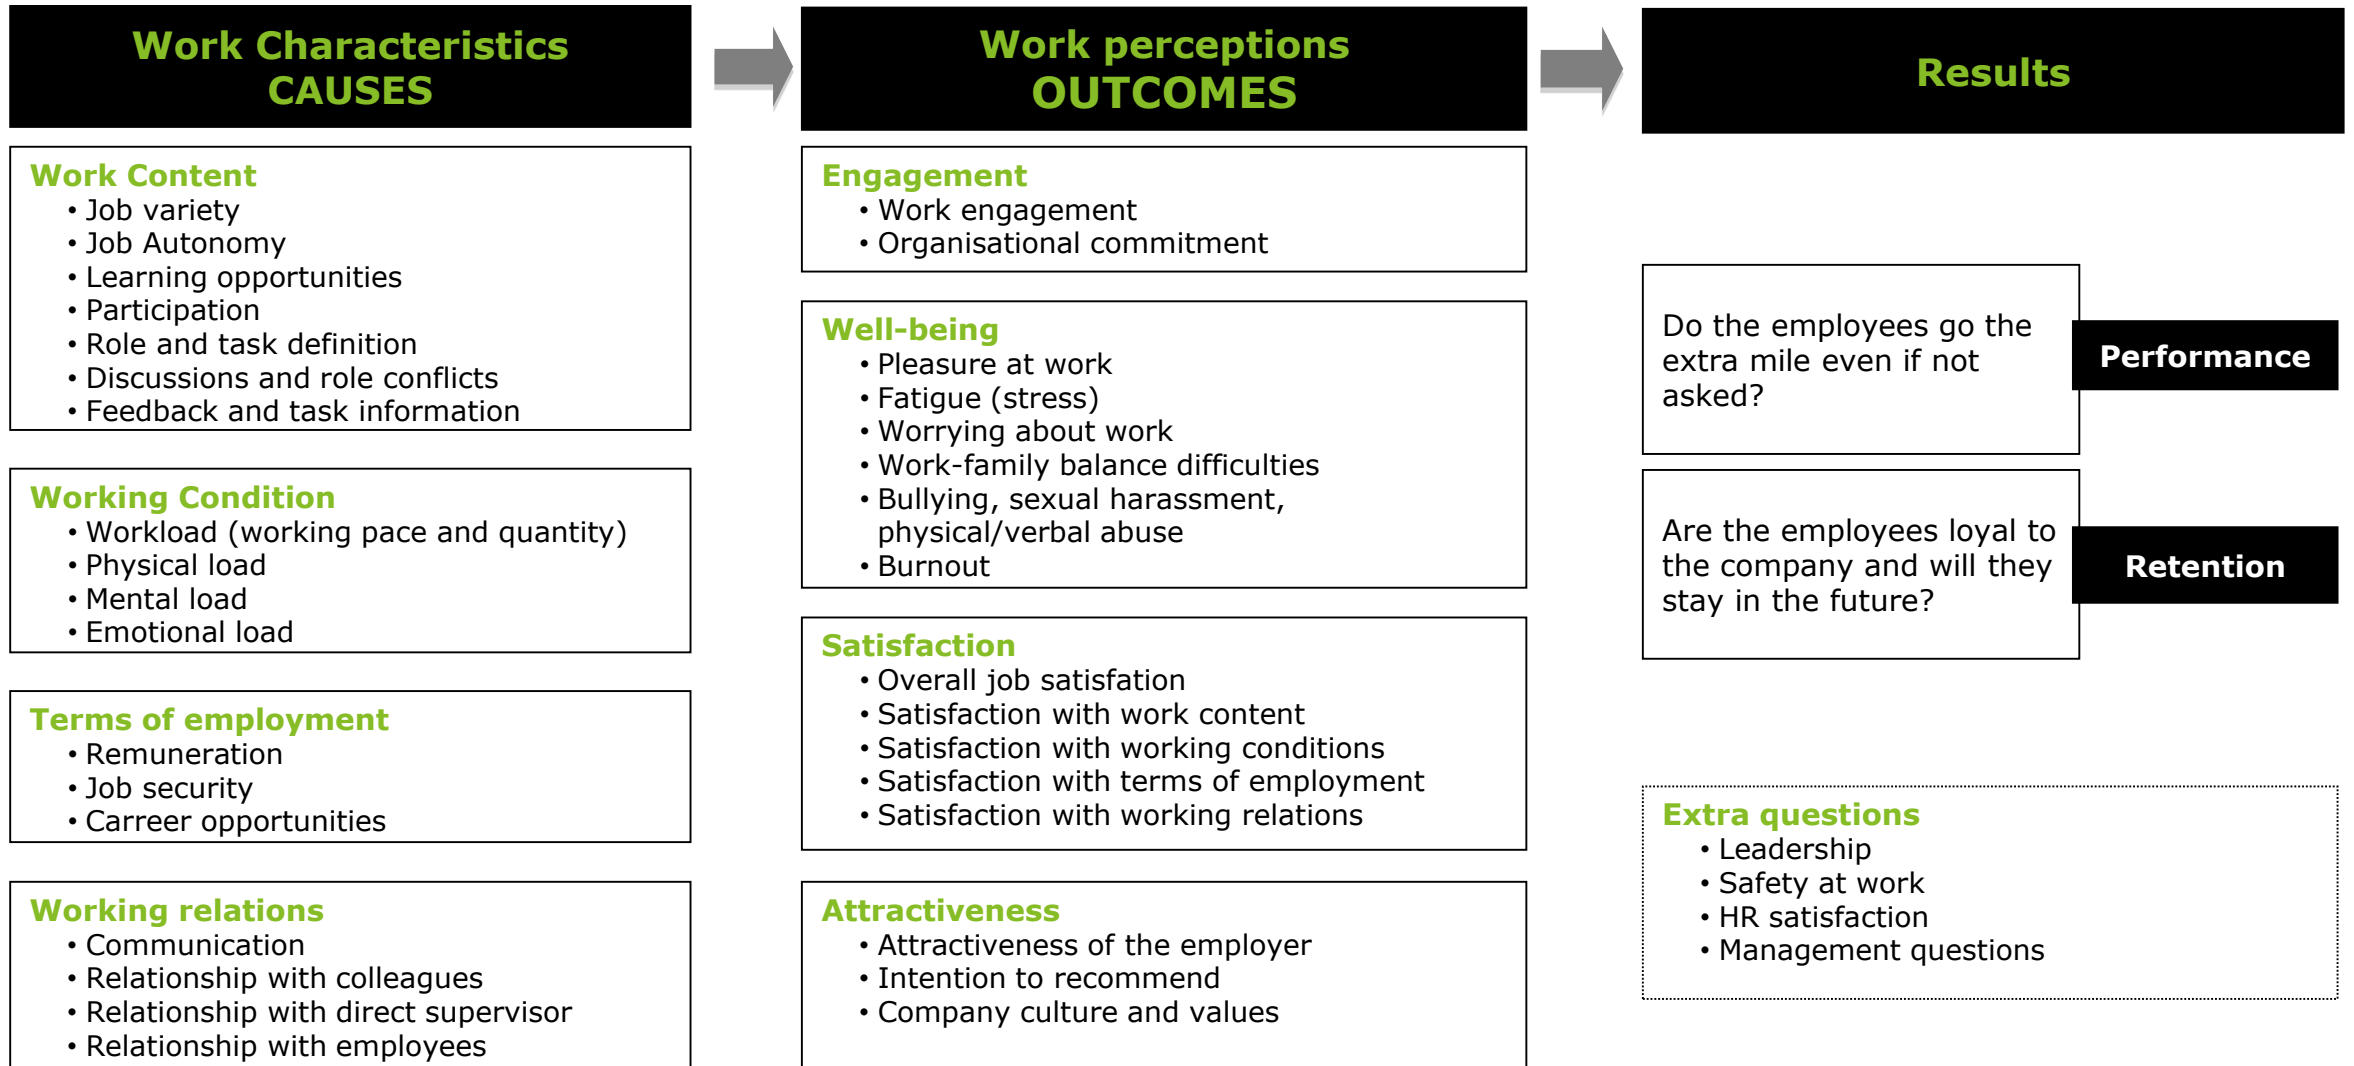 Work Characteristics
CAUSES
Work Content
• Job variety
• Job Autonomy
• Learning opportunities
• Participation
• Role and task definition
• Discussions and role conflicts
• Feedback and task information
Working Condition
• Workload (working pace and quantity)
• Physical load
• Mental load
• Emotional load
Terms of employment
• Remuneration
• Job security
• Carreer opportunities
Working relations
• Communication
• Relationship with colleagues
• Relationship with direct supervisor
• Relationship with employees
Work perceptions
OUTCOMES
Engagement
• Work engagement
• Organisational commitment
Well-being
• Pleasure at work
• Fatigue (stress)
• Worrying about work
• Work-family balance difficulties
• Bullying, sexual harassment,
physical/verbal abuse
• Burnout
Satisfaction
• Overall job satisfation
• Satisfaction with work content
• Satisfaction with working conditions
• Satisfaction with terms of employment
• Satisfaction with working relations
Attractiveness
• Attractiveness of the employer
• Intention to recommend
• Company culture and values
Results
Do the employees go the
extra mile even if not
asked?
Performance
Are the employees loyal to
the company and will they
stay in the future?
Retention
Extra questions
• Leadership
• Safety at work
• HR satisfaction
• Management questions